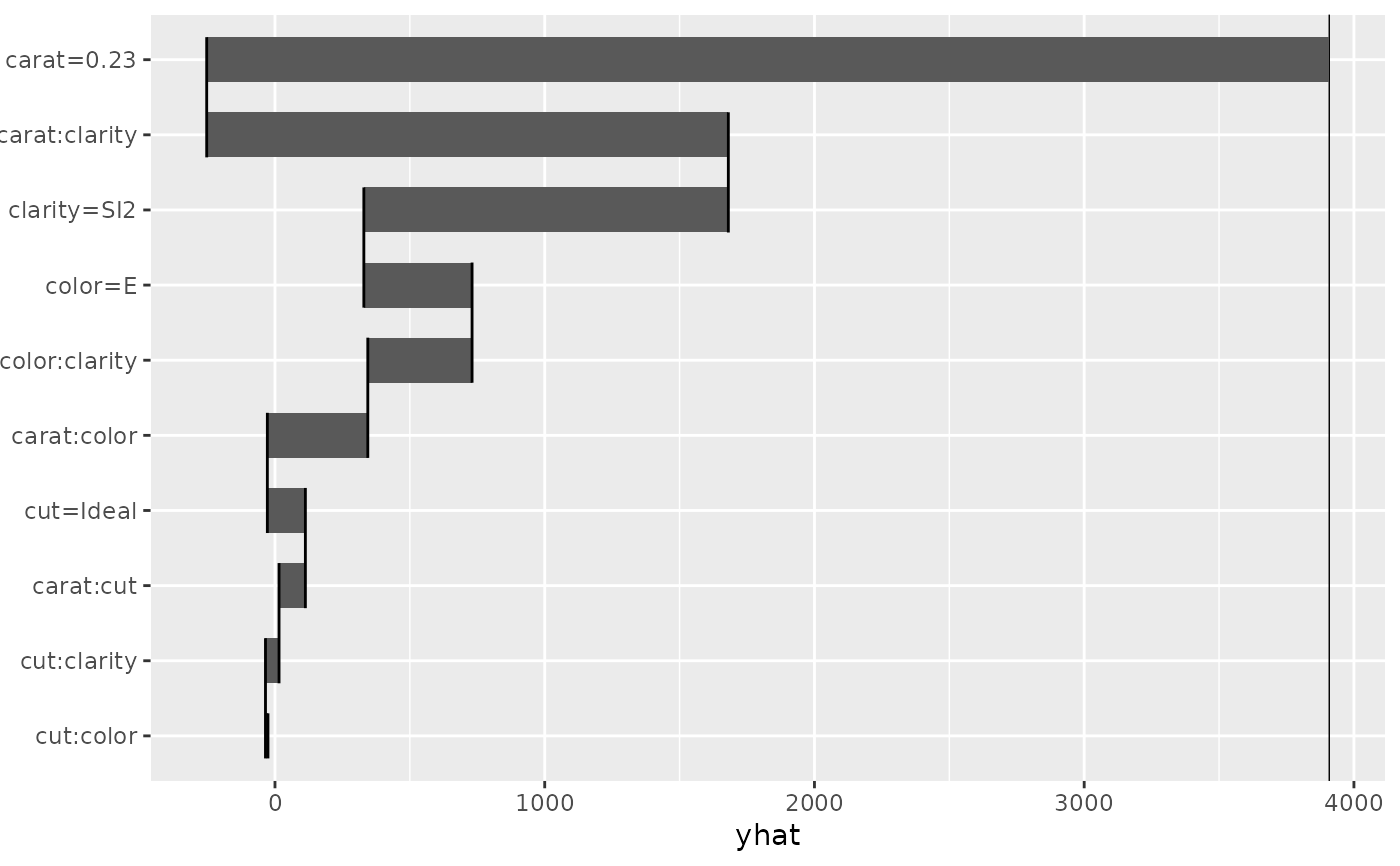 carat=0.23
carat:clarity
clarity=SI2
color=E
color:clarity
carat:color
cut=Ideal
carat:cut
cut:clarity
cut:color
0 1000 2000 3000 4000
yhat